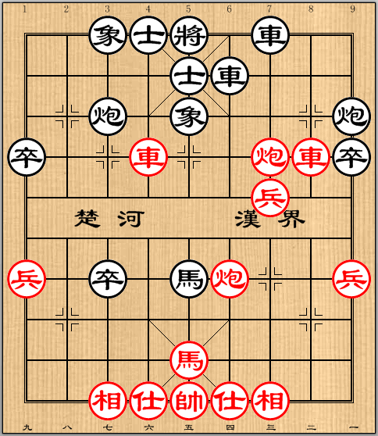 1 2 3 4 5 6 7 8 9
象 士 將 車
士 車
炮 象 炮
卒 車 炮 車 卒
兵
楚 河 漢 界
兵 卒 馬 炮 兵
馬
相 仕 帥 仕 相
九 八 七 六 五 四 三 二 一